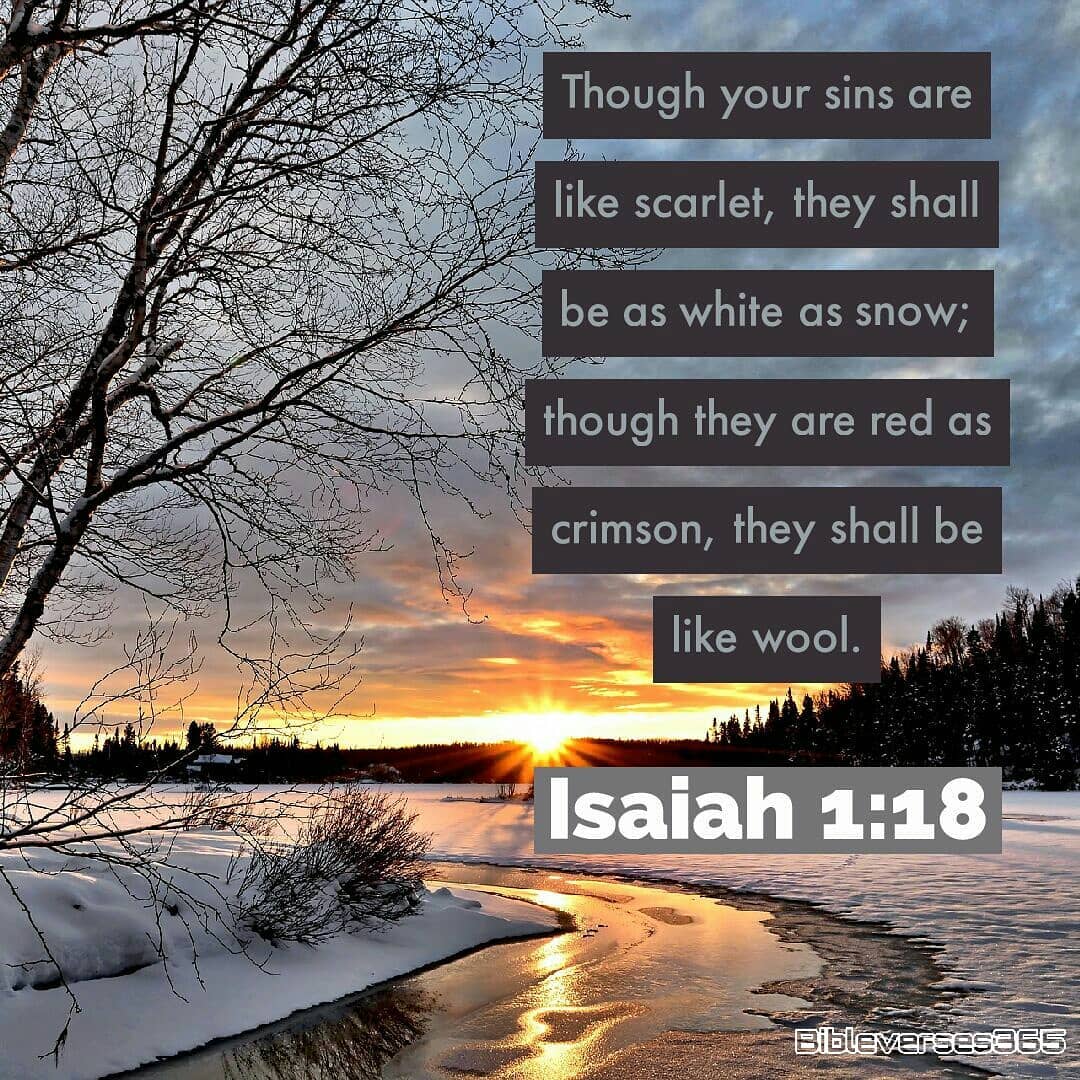 Though your sins are
like scarlet, they shall
be as white as snow;
though they are red as
crimson, they shall be
like wool.
Isaiah 1:18
Bibleverses365